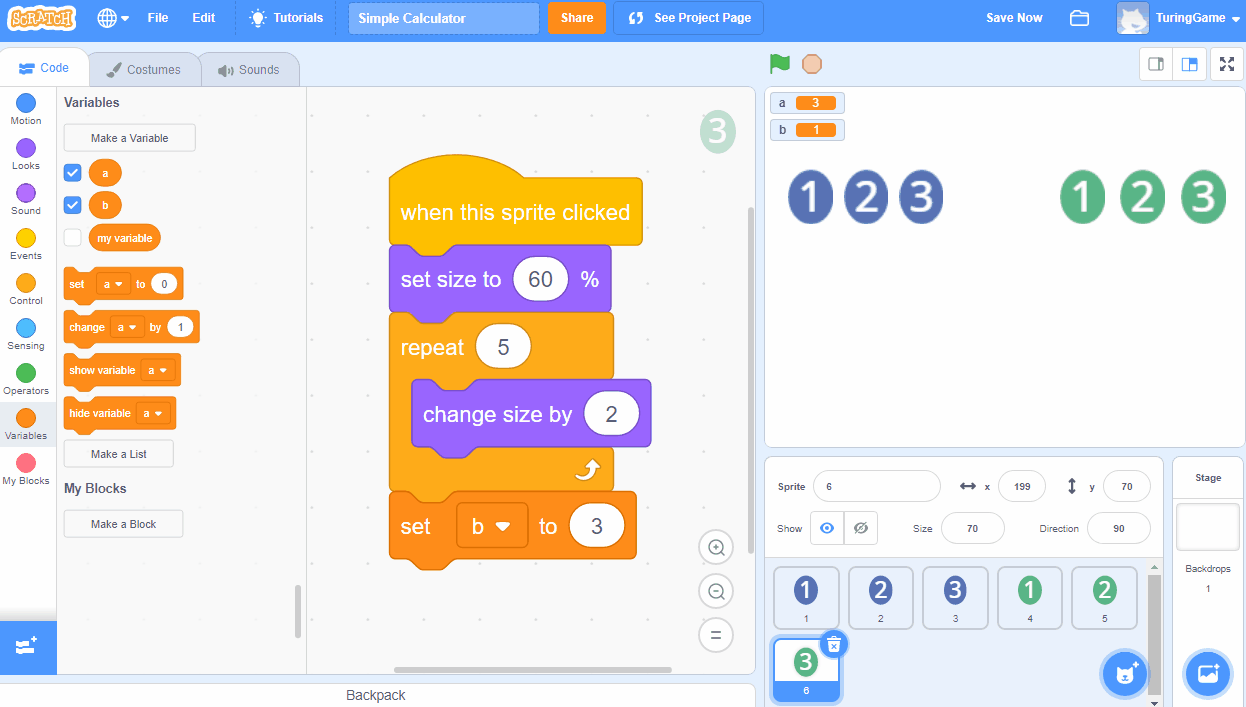 SCRATCH File Edit Tutorials Simple Calculator Share See Project Page Save Now TuringGame
Code Costumes Sounds
Motion
Looks
Sound
Events
Control
Sensing
Operators
Variables
My Blocks
Variables
Make a Variable
a
b
my variable
set a to 0
change a by 1
show variable a
hide variable a
Make a List
My Blocks
Make a Block
3
when this sprite clicked
set size to 60 %
repeat 5
change size by 2
set b to 3
Backpack
a 3
b 1
1 2 3 1 2 3
Sprite 6 x 199 y 70
Show Size 70 Direction 90
1 2 3 1 2
1 2 3 4 5
3
6
Stage
Backdrops
1